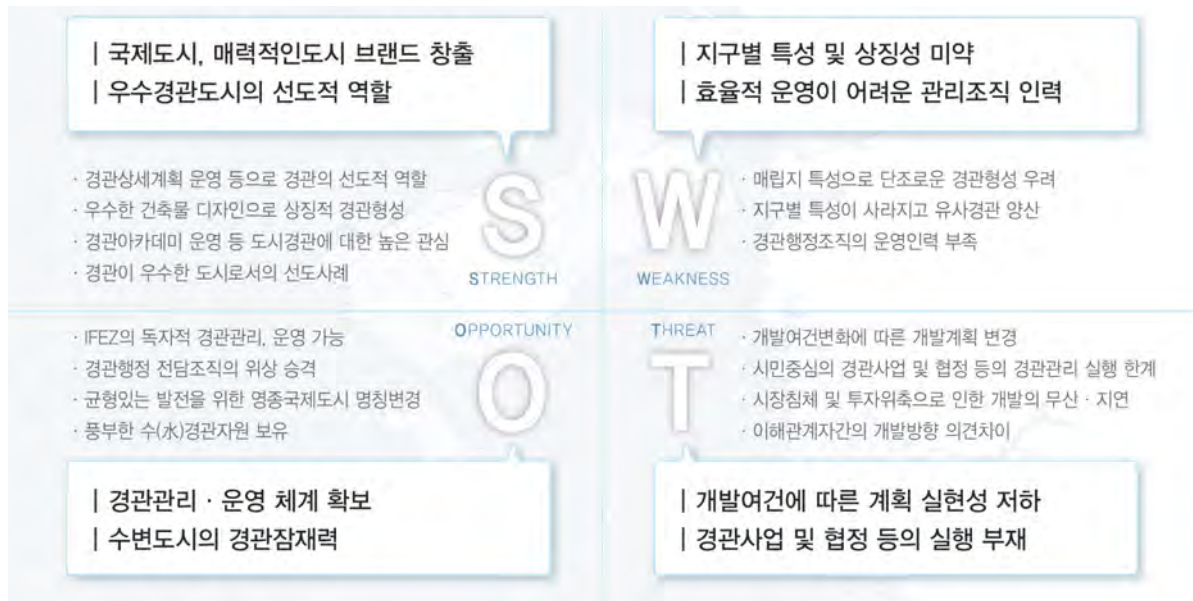 | 국제도시, 매력적인도시 브랜드 창출
| 우수경관도시의 선도적 역할
· 경관상세계획 운영 등으로 경관의 선도적 역할
· 우수한 건축물 디자인으로 상징적 경관형성
· 경관아카데미 운영 등 도시경관에 대한 높은 관심
· 경관이 우수한 도시로서의 선도사례
S
STRENGTH
| 지구별 특성 및 상징성 미약
| 효율적 운영이 어려운 관리조직 인력
W
WEAKNESS
· 매립지 특성으로 단조로운 경관형성 우려
· 지구별 특성이 사라지고 유사경관 양산
· 경관행정조직의 운영인력 부족
OPPORTUNITY
O
· IFEZ의 독자적 경관관리, 운영 가능
· 경관행정 전담조직의 위상 승격
· 균형있는 발전을 위한 명종국제도시 명칭변경
· 풍부한 수(水)경관자원 보유
| 경관관리 · 운영 체계 확보
| 수변도시의 경관잠재력
THREAT
T
· 개발여건변화에 따른 개발계획 변경
· 시민중심의 경관사업 및 협정 등의 경관관리 실행 한계
· 시장침체 및 투자위축으로 인한 개발의 무산 · 지연
· 이해관계자간의 개발방향 의견차이
| 개발여건에 따른 계획 실현성 저하
| 경관사업 및 협정 등의 실행 부재